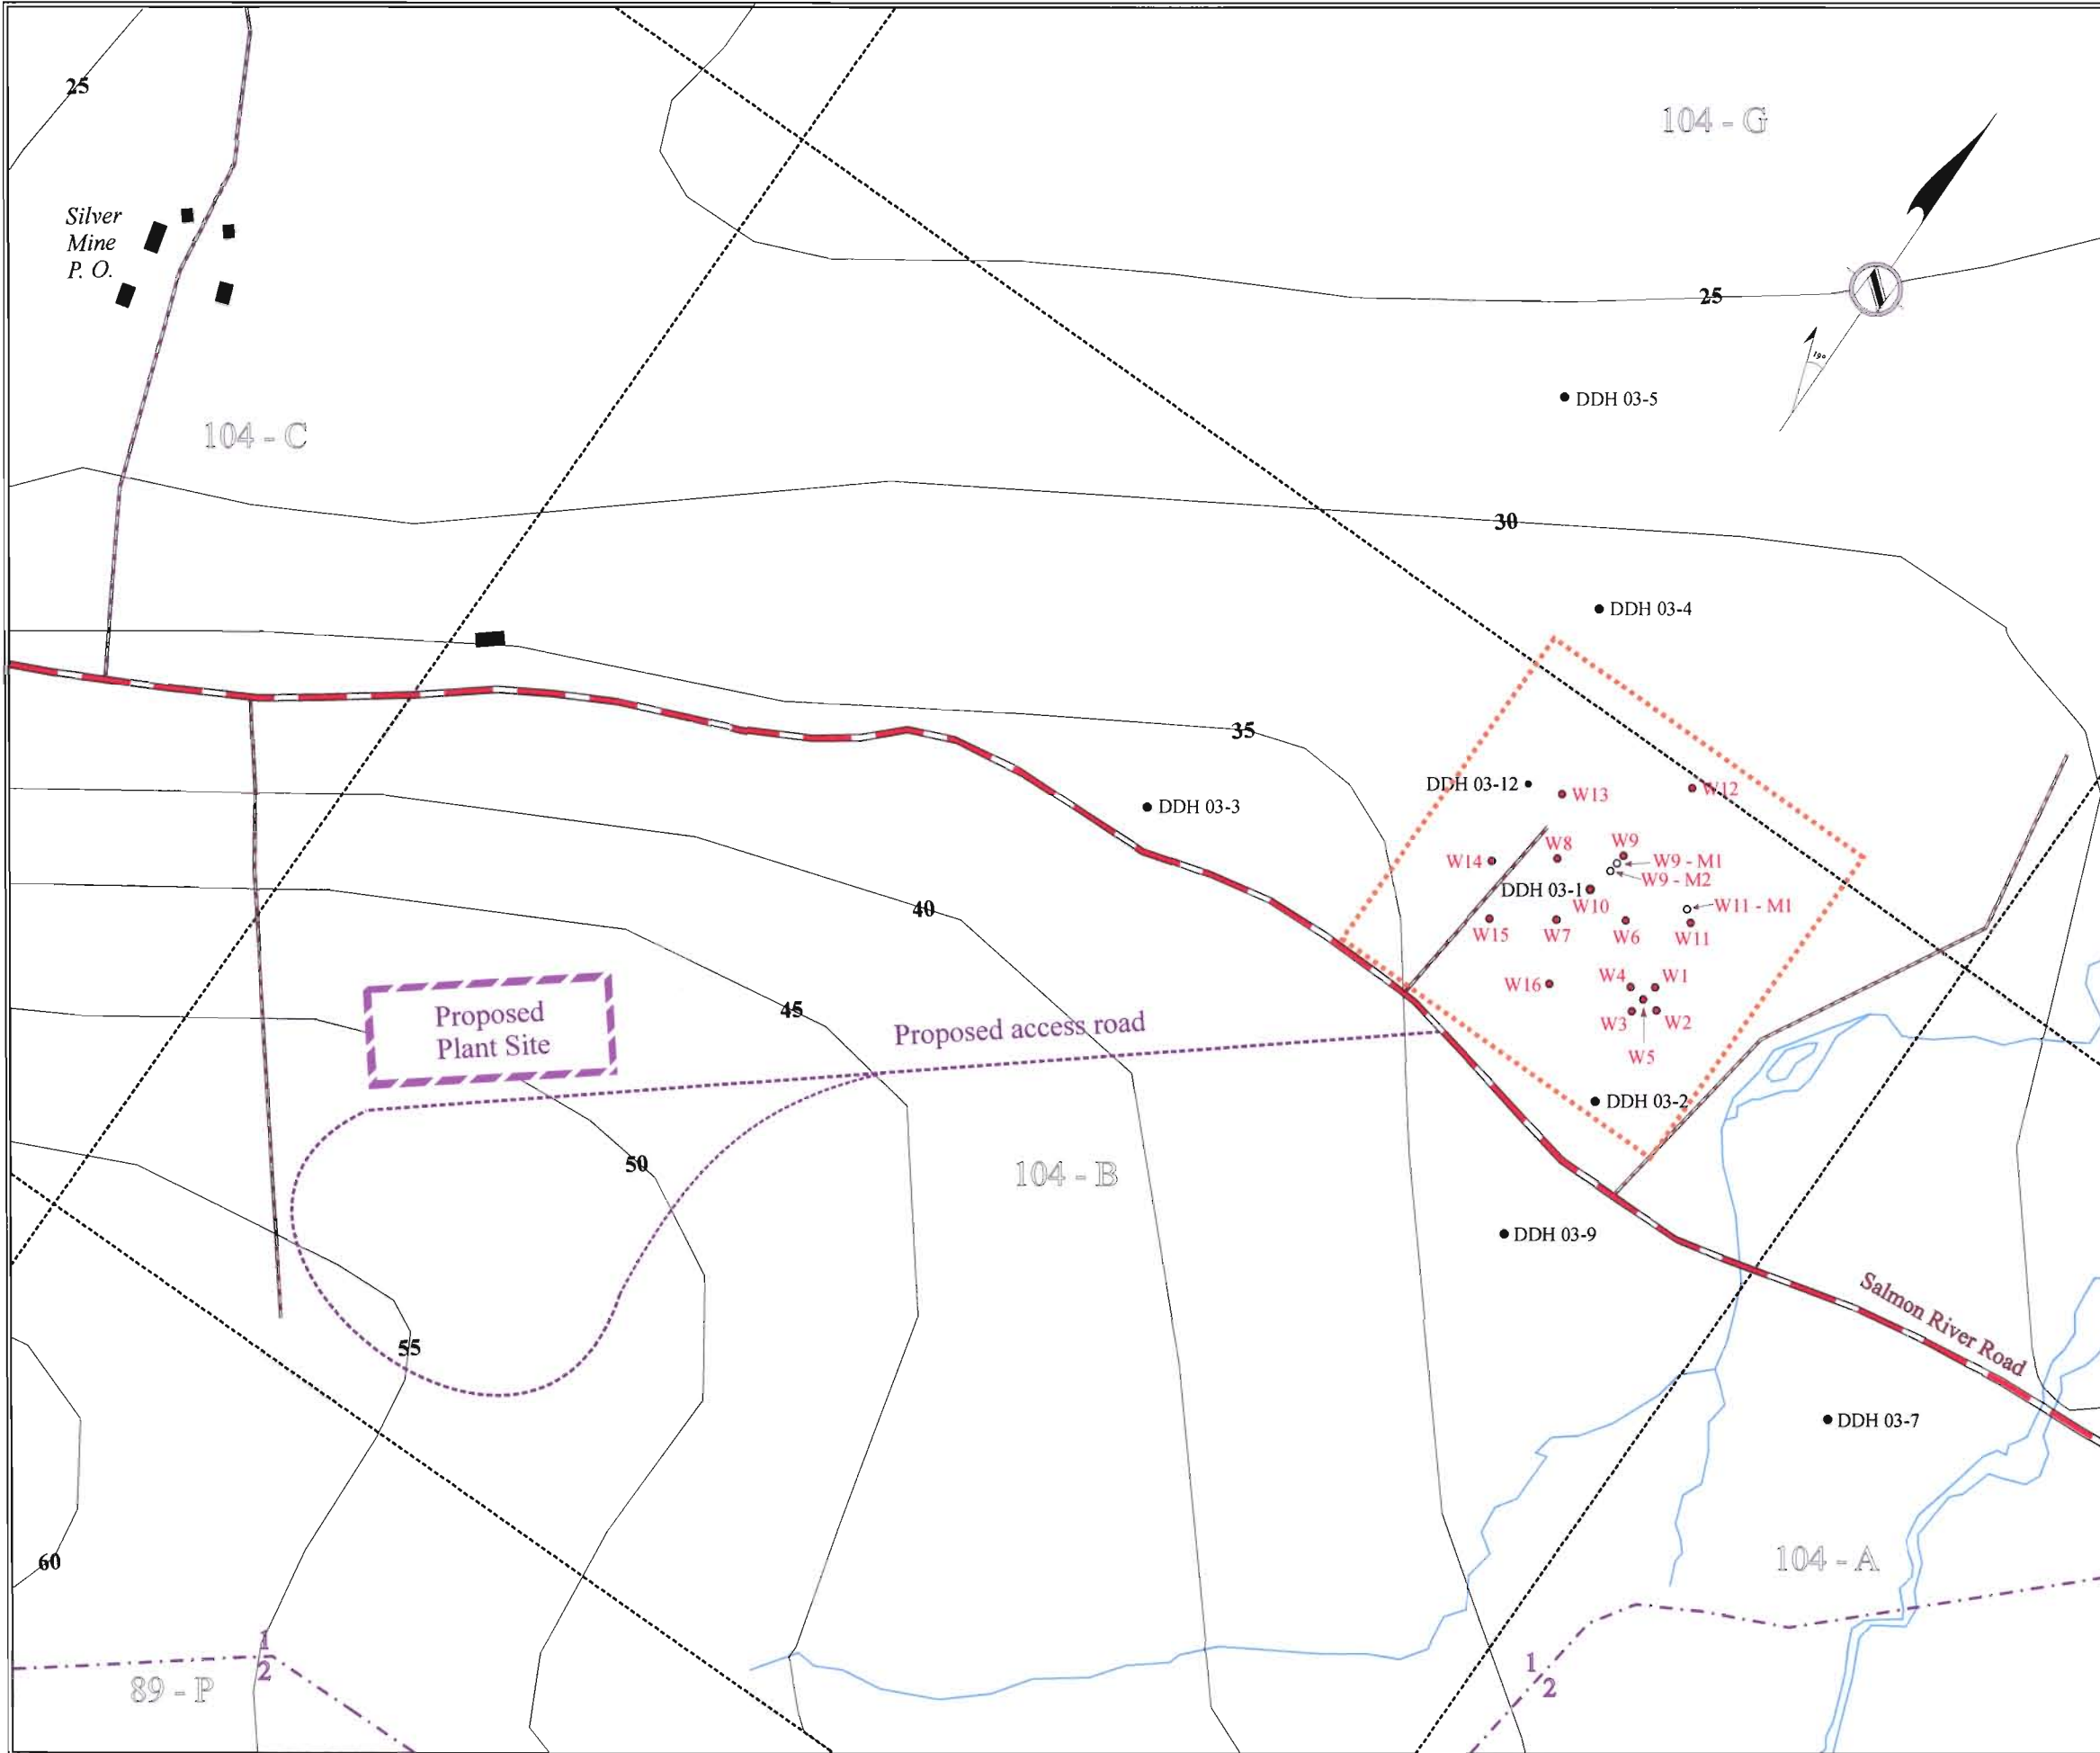 25
104 - G
Silver
Mine
P. O.
25
19°
DDH 03-5
104 - C
30
DDH 03-4
35
DDH 03-12
W13
W12
DDH 03-3
W8
W9
W14
W9 - M1
W9 - M2
DDH 03-1
W10
W11 - M1
40
W15
W7
W6
W11
W4
W1
W16
45
Proposed
Plant Site
Proposed access road
W3
W2
W5
DDH 03-2
50
104 - B
DDH 03-9
Salmon River Road
55
DDH 03-7
60
104 - A
1
2
89 - P
1
2